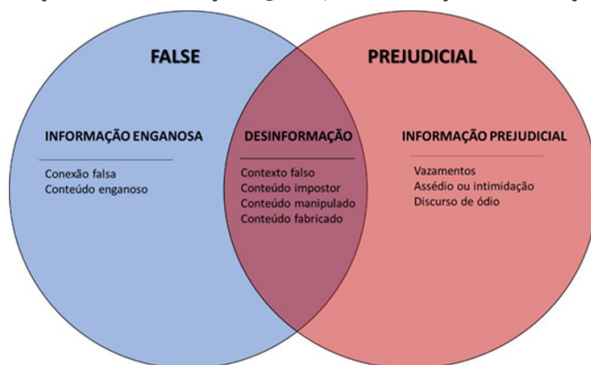 FALSE
PREJUDICIAL
INFORMAÇÃO ENGANOSA
Conexão falsa
Conteúdo enganoso
DESINFORMAÇÃO
Contexto falso
Conteúdo impostor
Conteúdo manipulado
Conteúdo fabricado
INFORMAÇÃO PREJUDICIAL
Vazamentos
Assédio ou intimidação
Discurso de ódio